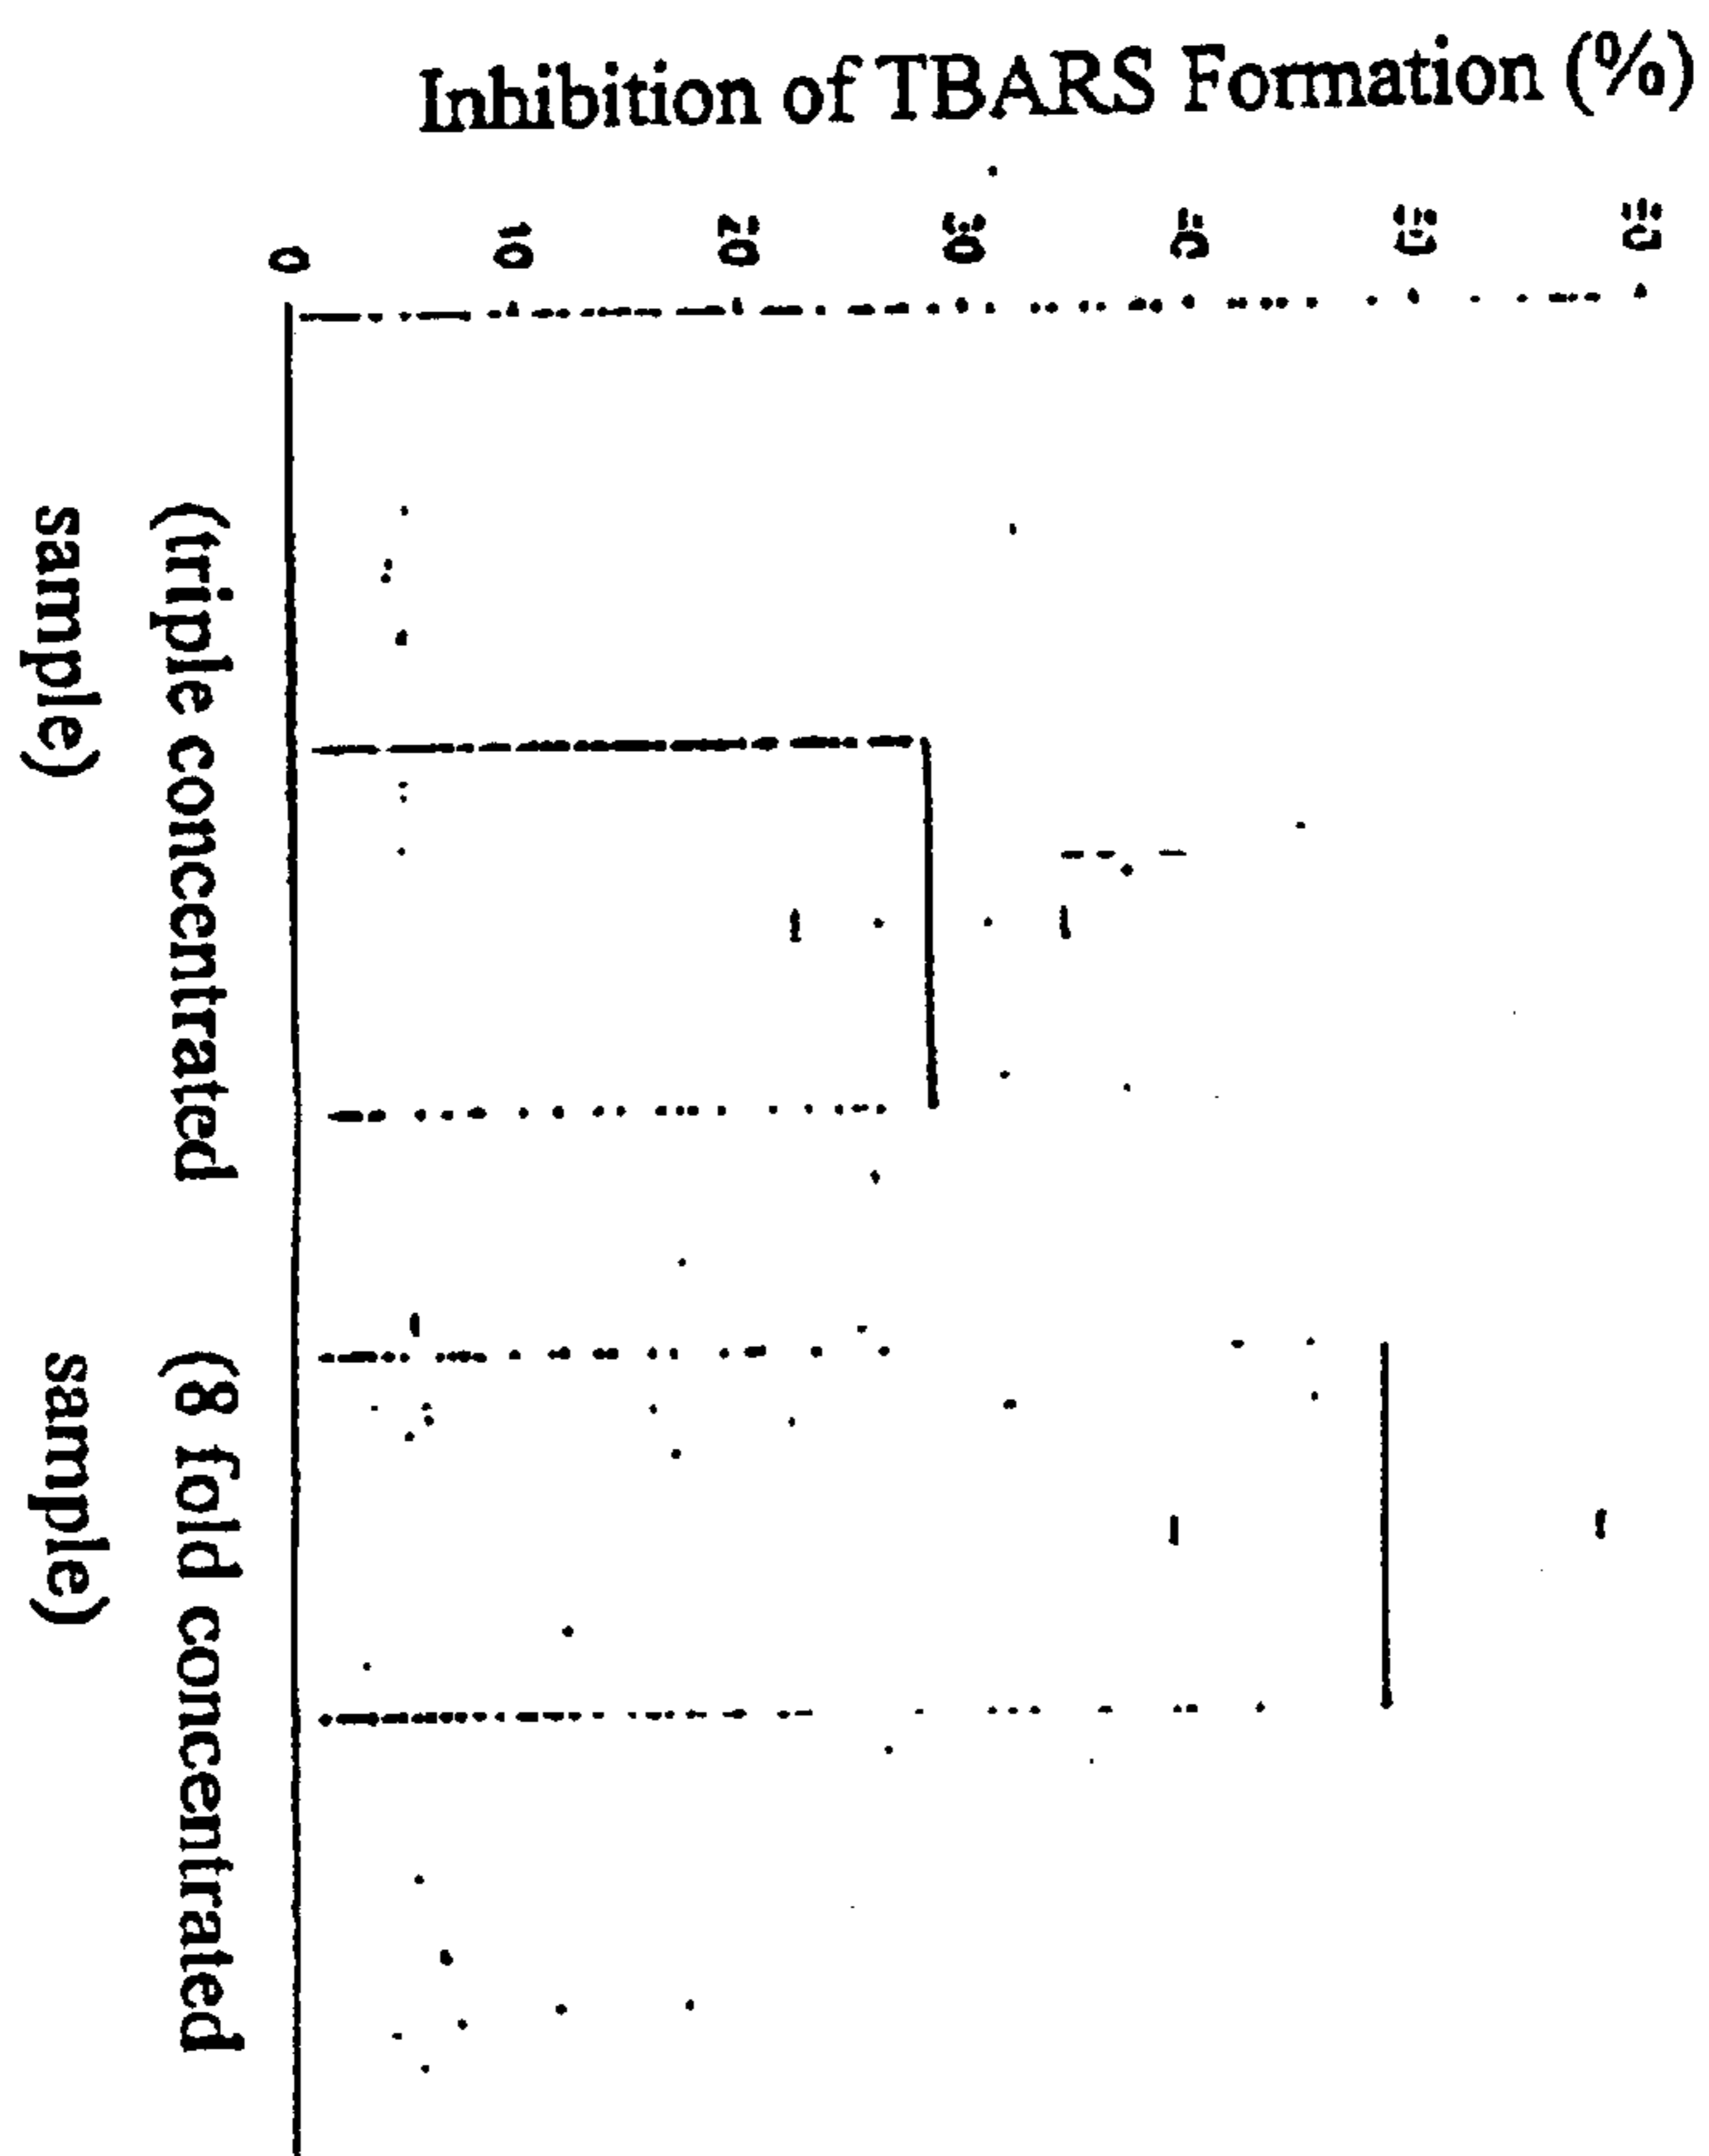 Inhibition of TBARS Formation (%)
0
10
20
30
(triple concentrated
sample)
(8 fold concentrated
sample)